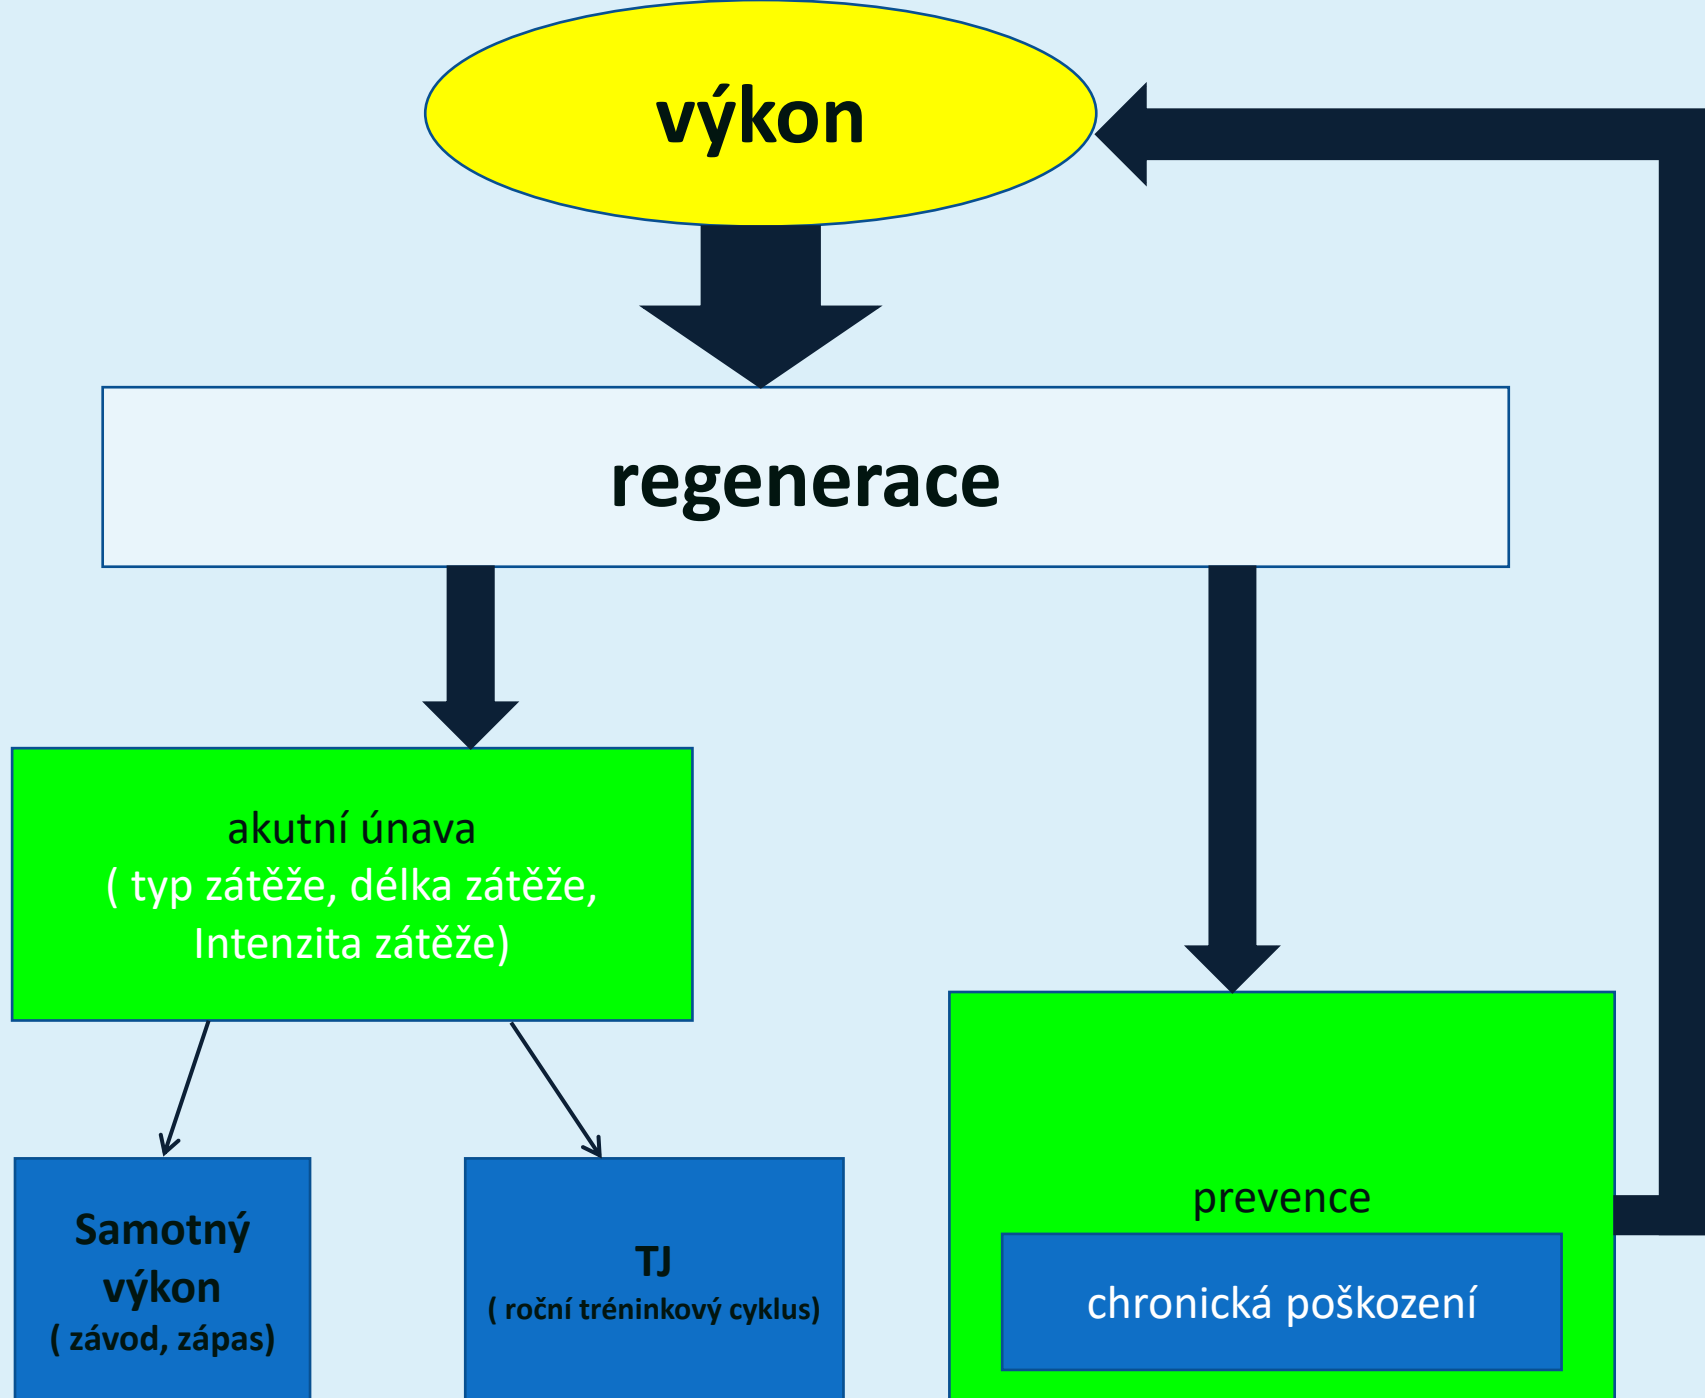 výkon
regenerace
akutní únava
( typ zátěže, délka zátěže,
Intenzita zátěže)
Samotný
výkon
( závod, zápas)
TJ
( roční tréninkový cyklus)
prevence
chronická poškození